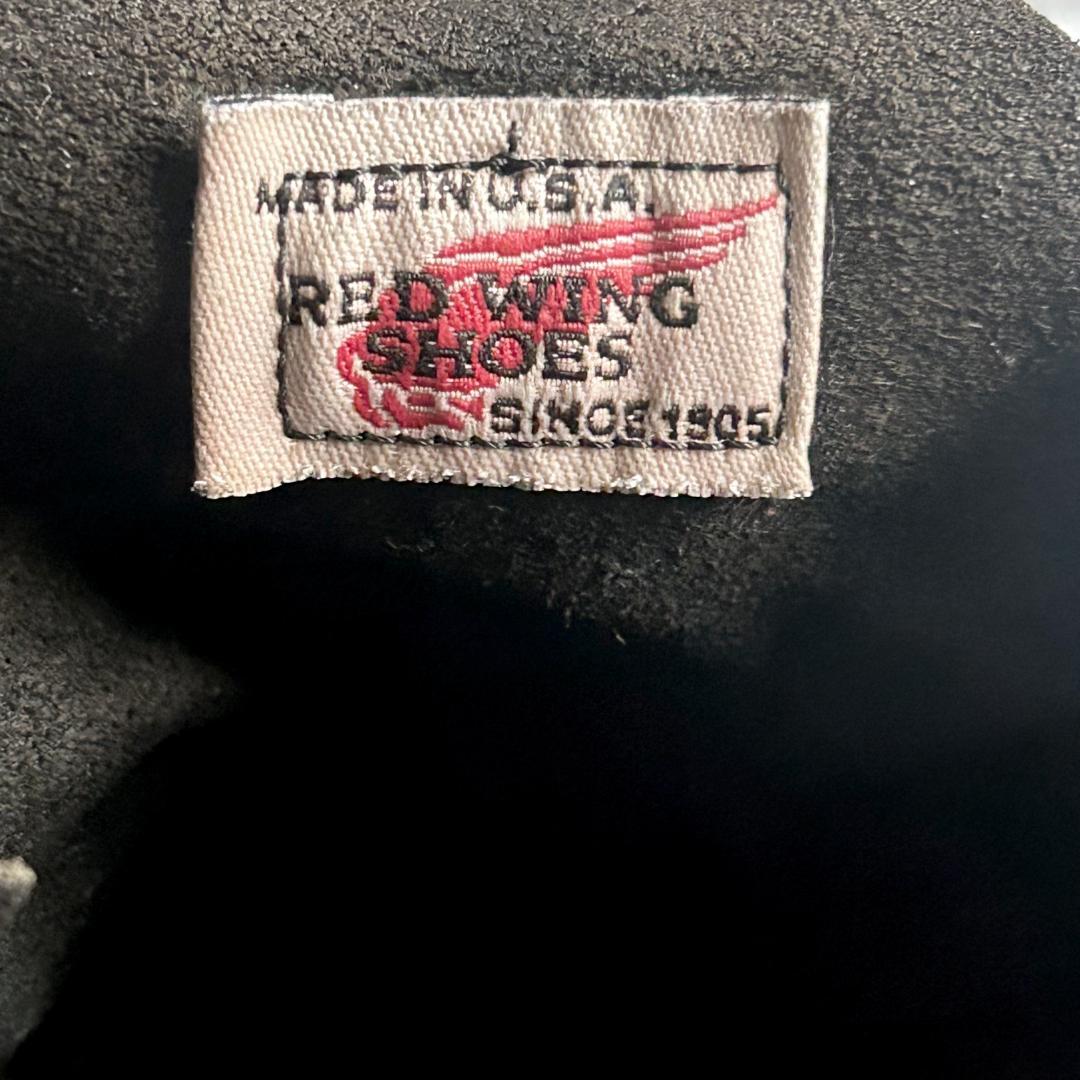 MADE IN U.S.A.
RED WING
SHOES
SINCE 1905